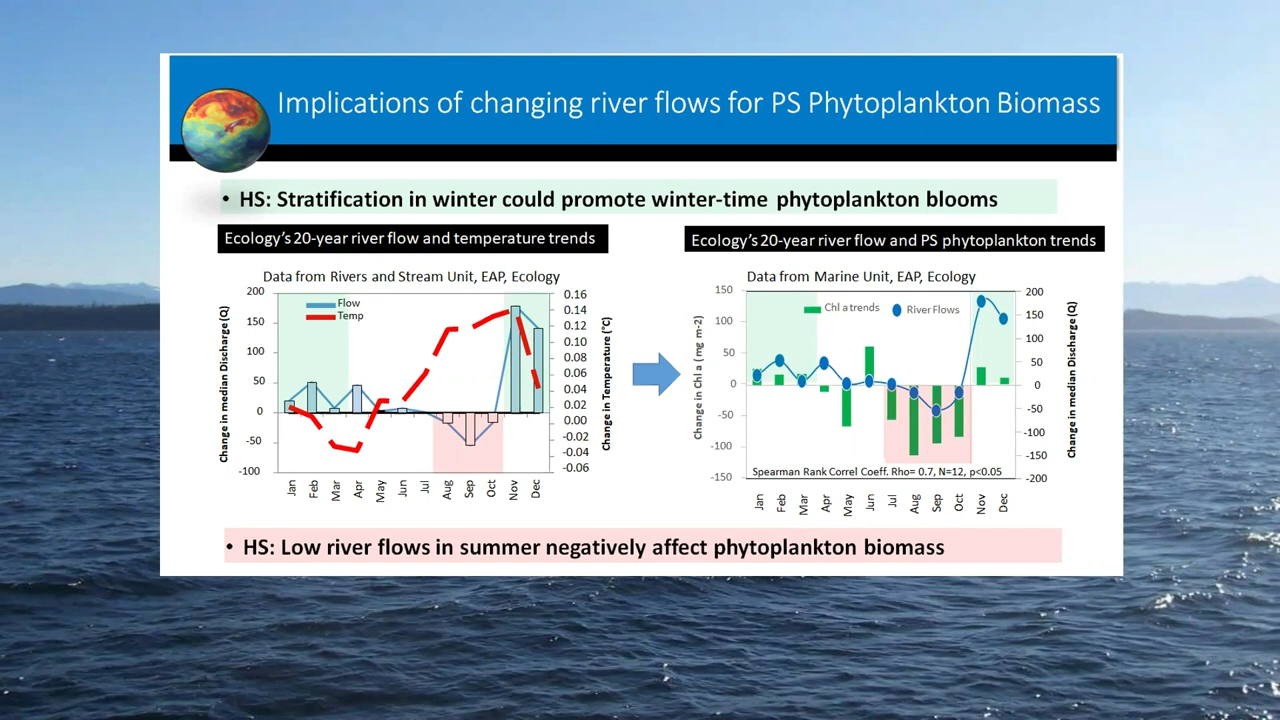 Implications of changing river flows for PS Phytoplankton Biomass
• HS: Stratification in winter could promote winter-time phytoplankton blooms
Ecology's 20-year river flow and temperature trends
Data from Rivers and Stream Unit, EAP, Ecology
Flow
Temp
Change in median Discharge (Q)
200
150
100
50
0
-50
-100
0.16
0.14
0.12
0.10
0.08
0.06
0.04
0.02
0.00
-0.02
-0.04
-0.06
Change in Temperature (°C)
Jan Feb Mar Apr May Jun Jul Aug Sep Oct Nov Dec
Ecology's 20-year river flow and PS phytoplankton trends
Data from Marine Unit, EAP, Ecology
Chl a trends River Flows
Change in Chl a ( mg m-2)
150
100
50
0
-50
-100
-150
200
150
100
50
0
-50
-100
-150
-200
Change in median Discharge (Q)
Spearman Rank Correl Coeff. Rho= 0.7, N=12, p<0.05
Jan Feb Mar Apr May Jun Jul Aug Sep Oct Nov Dec
• HS: Low river flows in summer negatively affect phytoplankton biomass